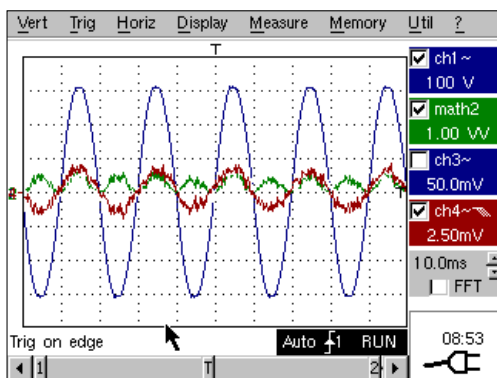 Vert Trig Horiz Display Measure Memory Util ?
T
ch1~
100 V
math2
1.00 VV
ch3~
50.0mV
ch4~
2.50mV
10.0ms
FFT
2
Trig on edge
Auto 1 RUN
08:53
1 T 2